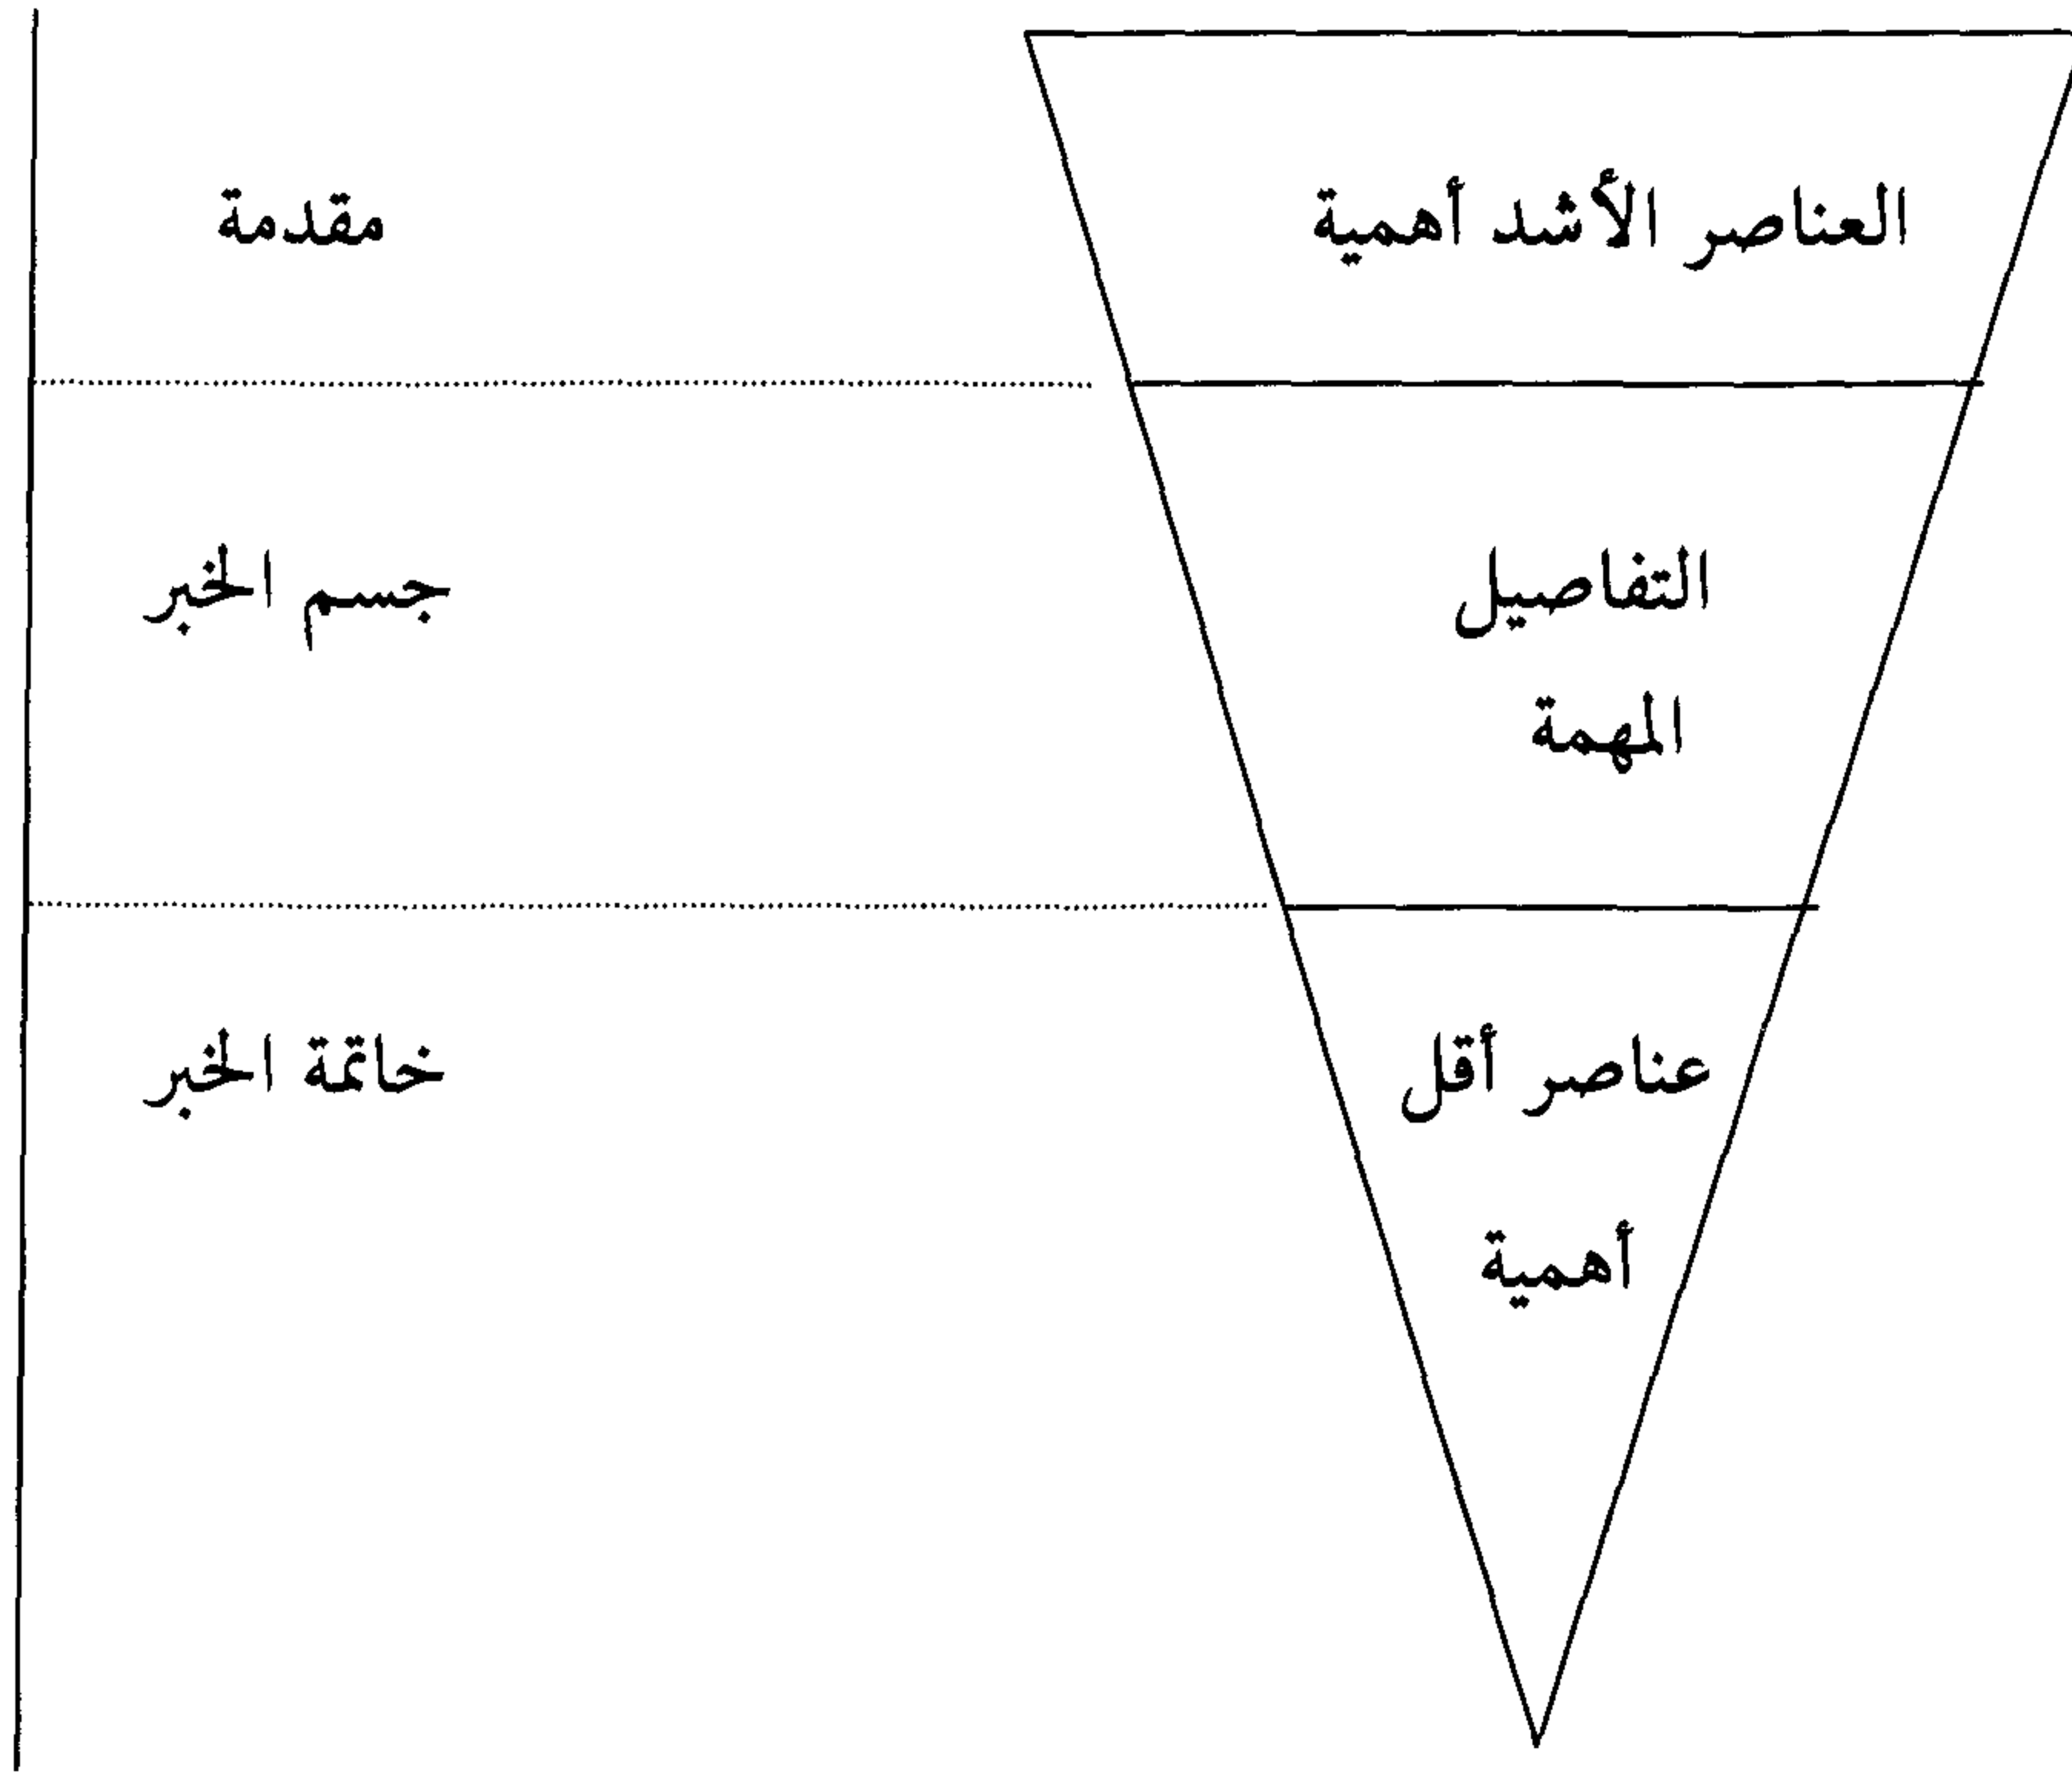 العناصر الأشد أهمية
مقدمة
التفاصيل
المهمة
جسم الخبر
عناصر أقل
أهمية
خاتمة الخبر